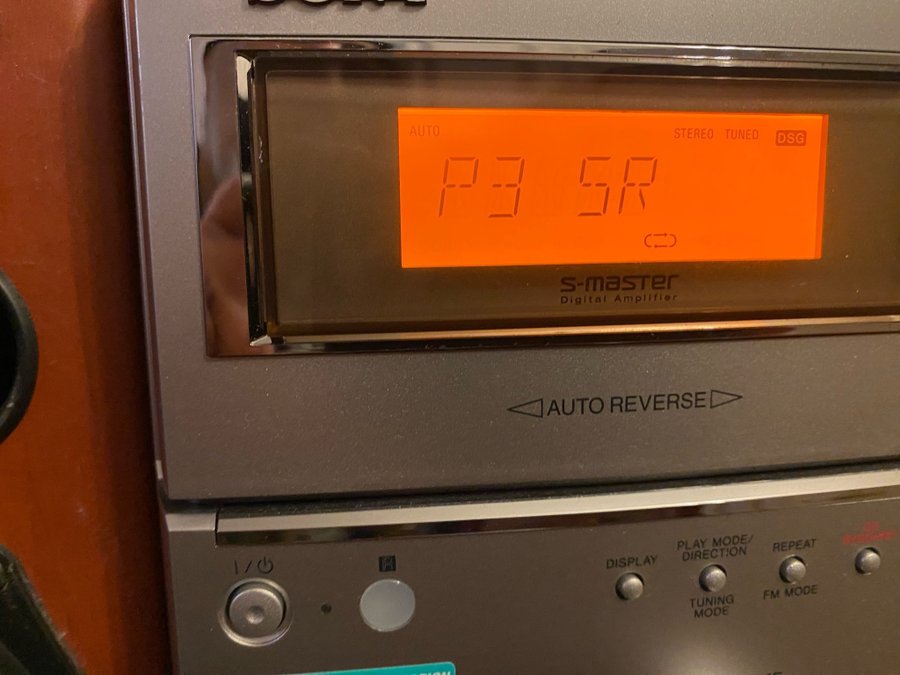 SONY
AUTO STEREO TUNED DSG
P3 SR
S-master
Digital Amplifier
AUTO REVERSE
I/⏻
DISPLAY
PLAY MODE/
DIRECTION
TUNING
MODE
REPEAT
FM MODE